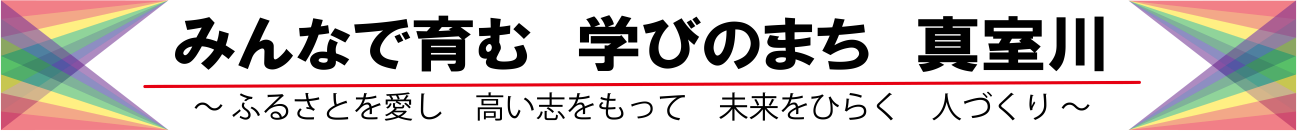 みんなで育む　学びのまち　真室川
～ ふるさとを愛し　高い志をもって　未来をひらく　人づくり ～